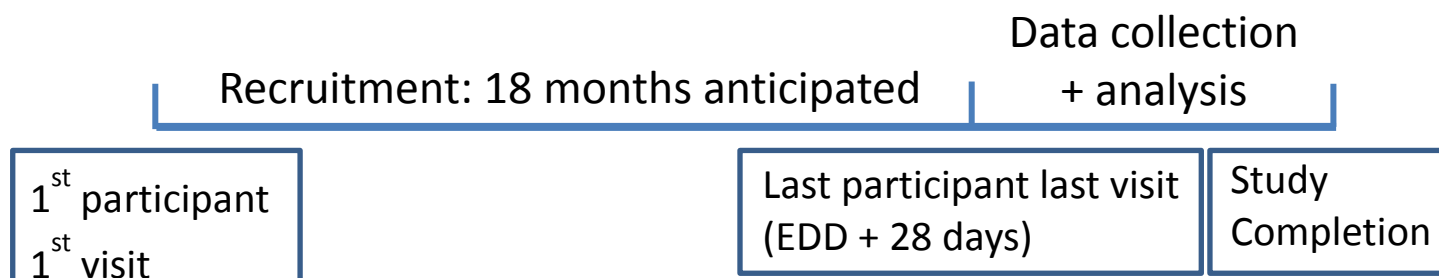 Data collection
+ analysis
Recruitment: 18 months anticipated
1st participant
1st visit
Last participant last visit
(EDD + 28 days)
Study
Completion